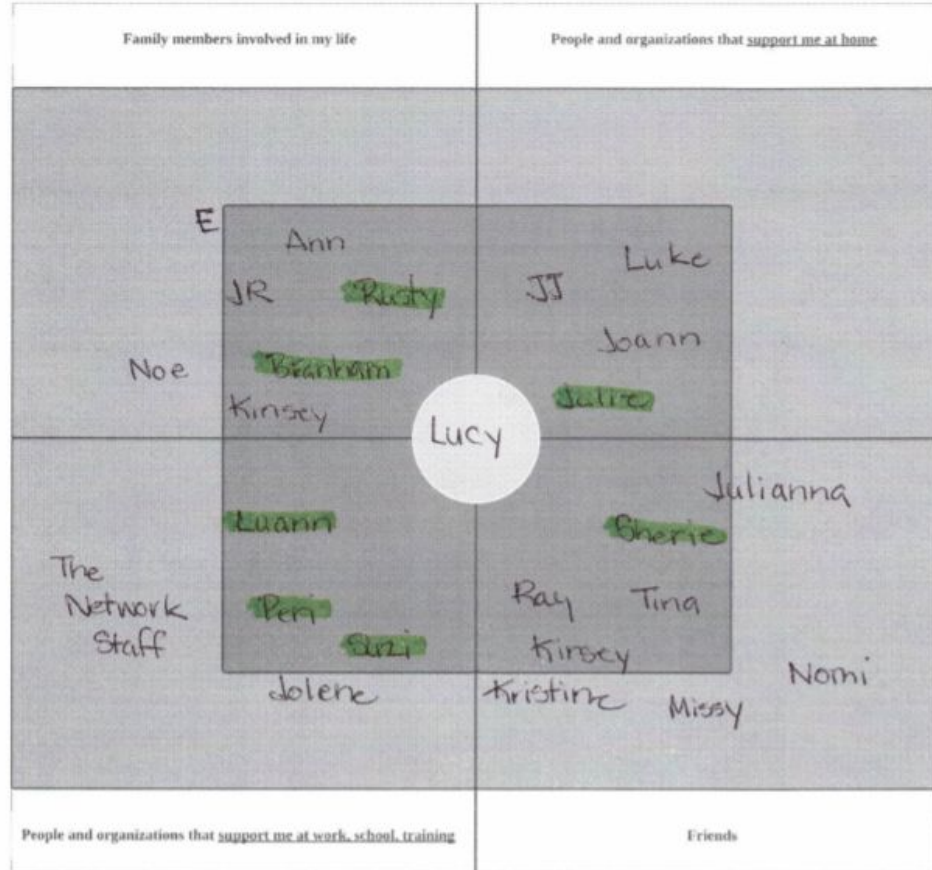 Family members involved in my life
People and organizations that support me at home
E
Ann
JR
Rusty
Noe
Branham
Kinsey
Luke
JJ
Joann
Julie
Lucy
Luann
The
Network
Staff
Peri
Suzi
Jolene
Julianna
Sherie
Ray
Tina
Kinsey
Kristine
Missy
Nomi
People and organizations that support me at work, school, training
Friends